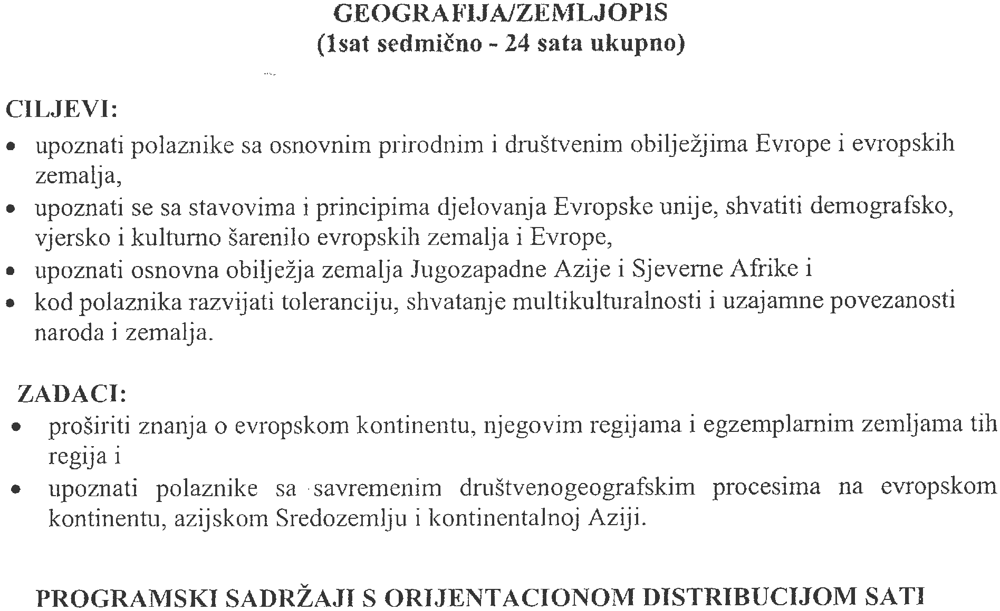 GEOGRAFIJA/ZEMLJOPIS
(1sat sedmično - 24 sata ukupno)
CILJEVI:
• upoznati polaznike sa osnovnim prirodnim i društvenim obilježjima Evrope i evropskih
zemalja,
• upoznati se sa stavovima i principima djelovanja Evropske unije, shvatiti demografsko,
vjersko i kulturno šarenilo evropskih zemalja i Evrope,
• upoznati osnovna obilježja zemalja Jugozapadne Azije i Sjeverne Afrike i
• kod polaznika razvijati toleranciju, shvatanje multikulturalnosti i uzajamne povezanosti
naroda i zemalja.
ZADACI:
• proširiti znanja o evropskom kontinentu, njegovim regijama i egzemplarnim zemljama tih
regija i
• upoznati polaznike sa savremenim društvenogeografskim procesima na evropskom
kontinentu, azijskom Sredozemlju i kontinentalnoj Aziji.
PROGRAMSKI SADRŽAJI S ORIJENTACIONOM DISTRIBUCIJOM SATI